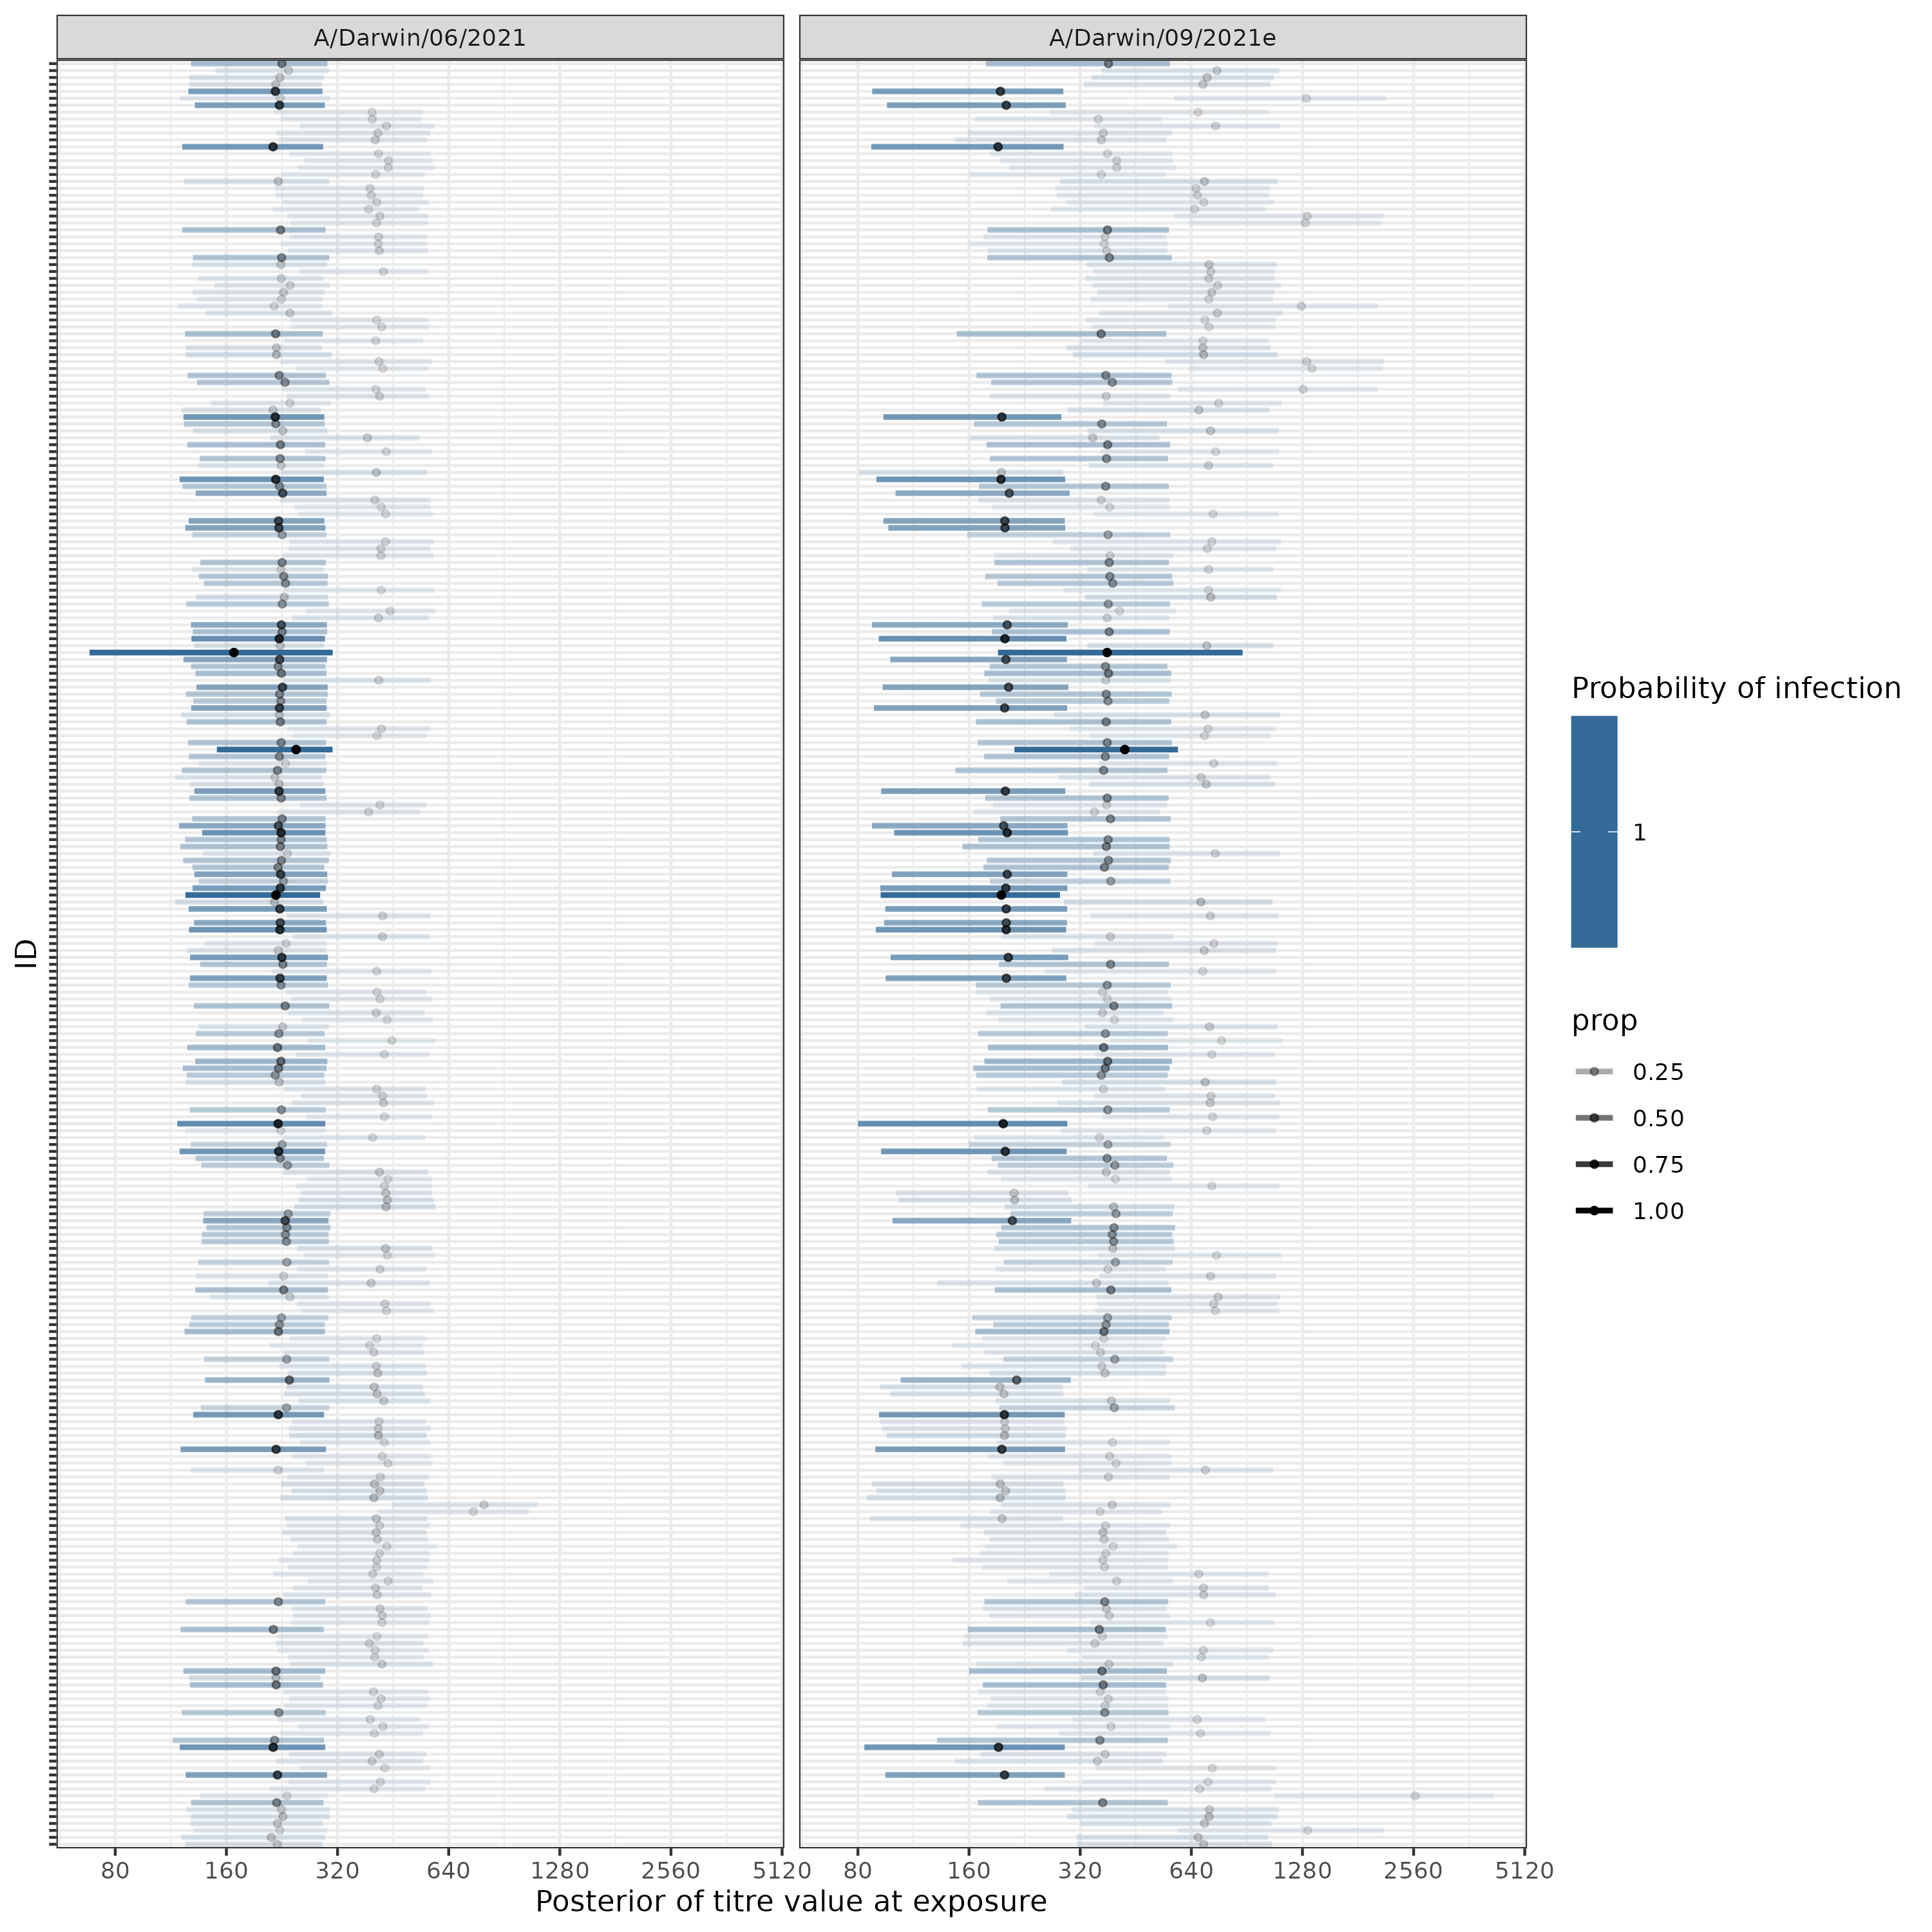 A/Darwin/06/2021
A/Darwin/09/2021e
ID
Probability of infection
1
prop
0.25
0.50
0.75
1.00
80 160 320 640 1280 2560 5120
80 160 320 640 1280 2560 5120
Posterior of titre value at exposure